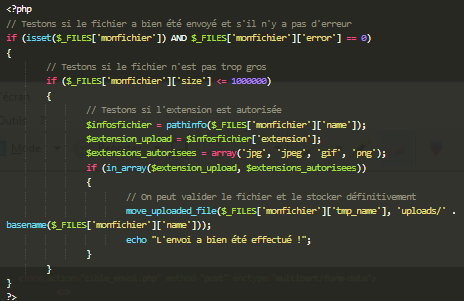 <?php
// Testons si le fichier a bien été envoyé et s'il n'y a pas d'erreur
if (isset($_FILES['monfichier']) AND $_FILES['monfichier']['error'] == 0)
{
// Testons si le fichier n'est pas trop gros
if ($_FILES['monfichier']['size'] <= 1000000)
{
// Testons si l'extension est autorisée
$infosfichier = pathinfo($_FILES['monfichier']['name']);
$extension_upload = $infosfichier['extension'];
$extensions_autorisees = array('jpg', 'jpeg', 'gif', 'png');
if (in_array($extension_upload, $extensions_autorisees))
{
// On peut valider le fichier et le stocker définitivement
move_uploaded_file($_FILES['monfichier']['tmp_name'], 'uploads/' .
basename($_FILES['monfichier']['name']));
echo "L'envoi a bien été effectué !";
}
}
}
?>